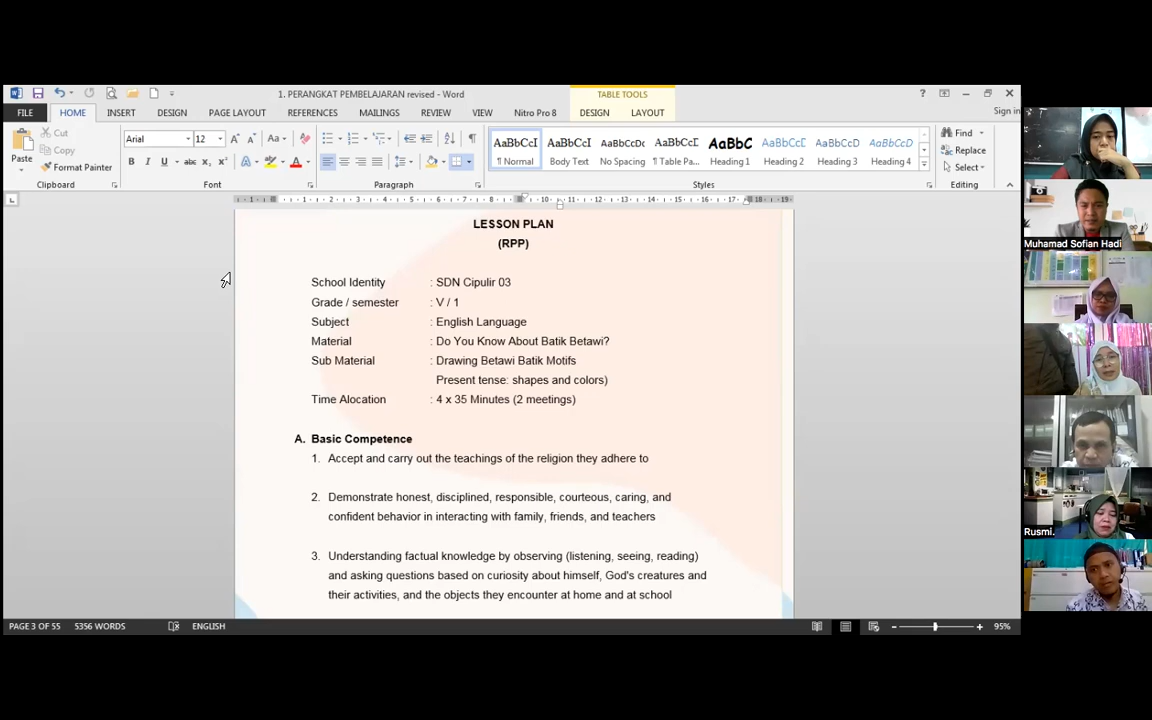 1. PERANGKAT PEMBELAJARAN revised - Word
TABLE TOOLS
Sign in
FILE HOME INSERT DESIGN PAGE LAYOUT REFERENCES MAILINGS REVIEW VIEW Nitro Pro 8 DESIGN LAYOUT
Paste
Cut
Copy
Format Painter
Clipboard
Arial 12
Font
Paragraph
AaBbCcI AaBbCcI AaBbCcDc AaBbCcD AaBbC AaBbCcI AaBbCcD AaBbCcD
¶ Normal Body Text No Spacing ¶ Table Pa... Heading 1 Heading 2 Heading 3 Heading 4
Styles
Find
Replace
Select
Editing
LESSON PLAN
(RPP)
School Identity : SDN Cipulir 03
Grade / semester : V / 1
Subject : English Language
Material : Do You Know About Batik Betawi?
Sub Material : Drawing Betawi Batik Motifs
Present tense: shapes and colors)
Time Alocation : 4 x 35 Minutes (2 meetings)
A. Basic Competence
1. Accept and carry out the teachings of the religion they adhere to
2. Demonstrate honest, disciplined, responsible, courteous, caring, and
confident behavior in interacting with family, friends, and teachers
3. Understanding factual knowledge by observing (listening, seeing, reading)
and asking questions based on curiosity about himself, God's creatures and
their activities, and the objects they encounter at home and at school
PAGE 3 OF 55 5356 WORDS ENGLISH 95%
Muhamad Sofian Hadi
Rusmi.